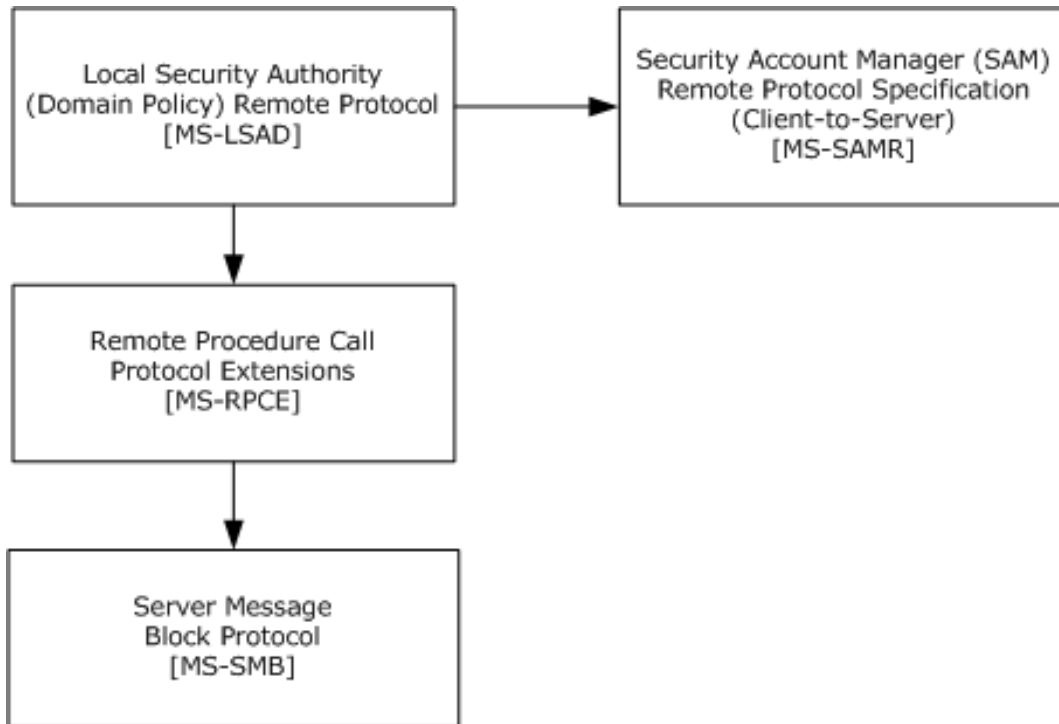 Local Security Authority
(Domain Policy) Remote Protocol
[MS-LSAD]
Security Account Manager (SAM)
Remote Protocol Specification
(Client-to-Server)
[MS-SAMR]
Remote Procedure Call
Protocol Extensions
[MS-RPCE]
Server Message
Block Protocol
[MS-SMB]